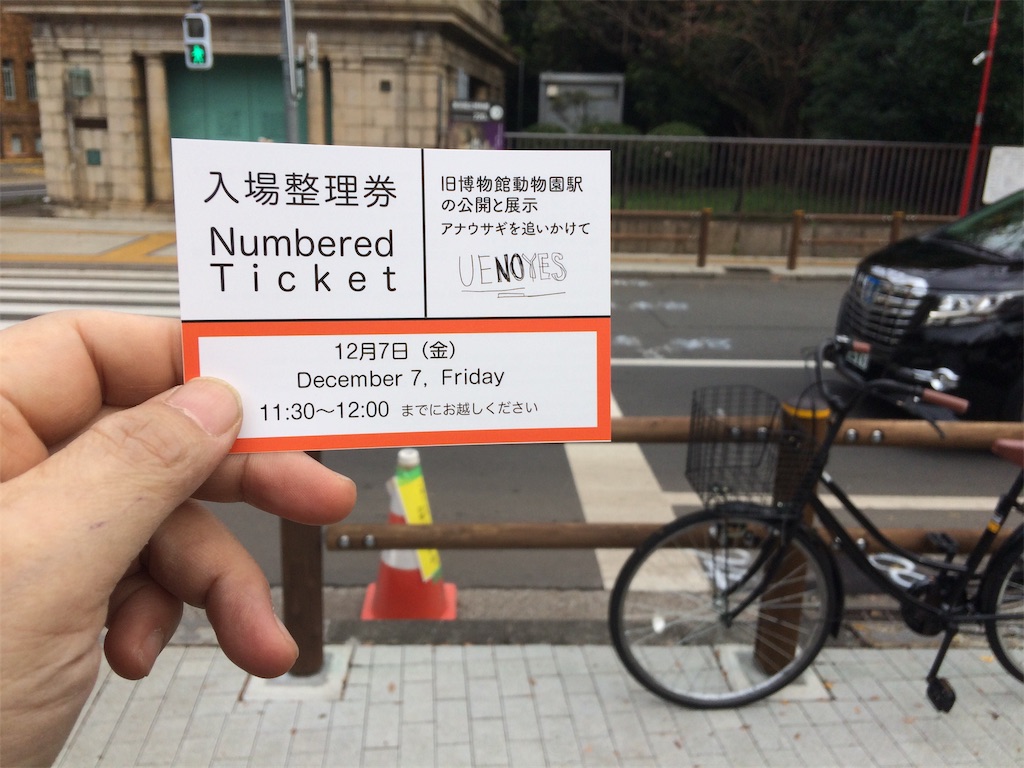 入場整理券
Numbered
Ticket
旧博物館動物園駅
の公開と展示
アナウサギを追いかけて
UENOYES
12月7日（金）
December 7, Friday
11:30〜12:00 までにお越しください